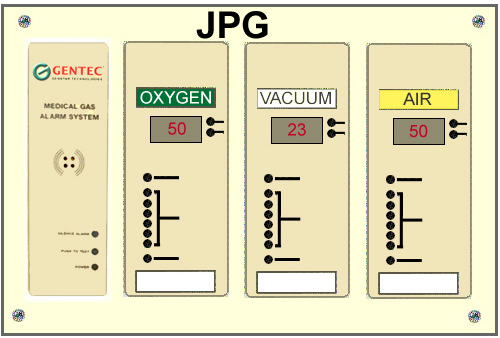 JPG
GENTEC
GENSTAR TECHNOLOGIES
MEDICAL GAS
ALARM SYSTEM
SILENCE ALARM
PUSH TO TEST
POWER
OXYGEN
50
VACUUM
23
AIR
50